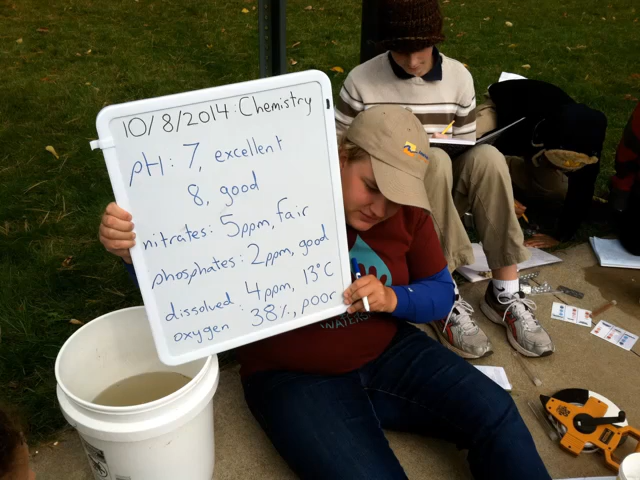 10/8/2014: Chemistry
pH: 7, excellent
8, good
nitrates: 5ppm, fair
phosphates: 2ppm, good
dissolved oxygen : 4ppm, 13°C
38%, poor
WATERS